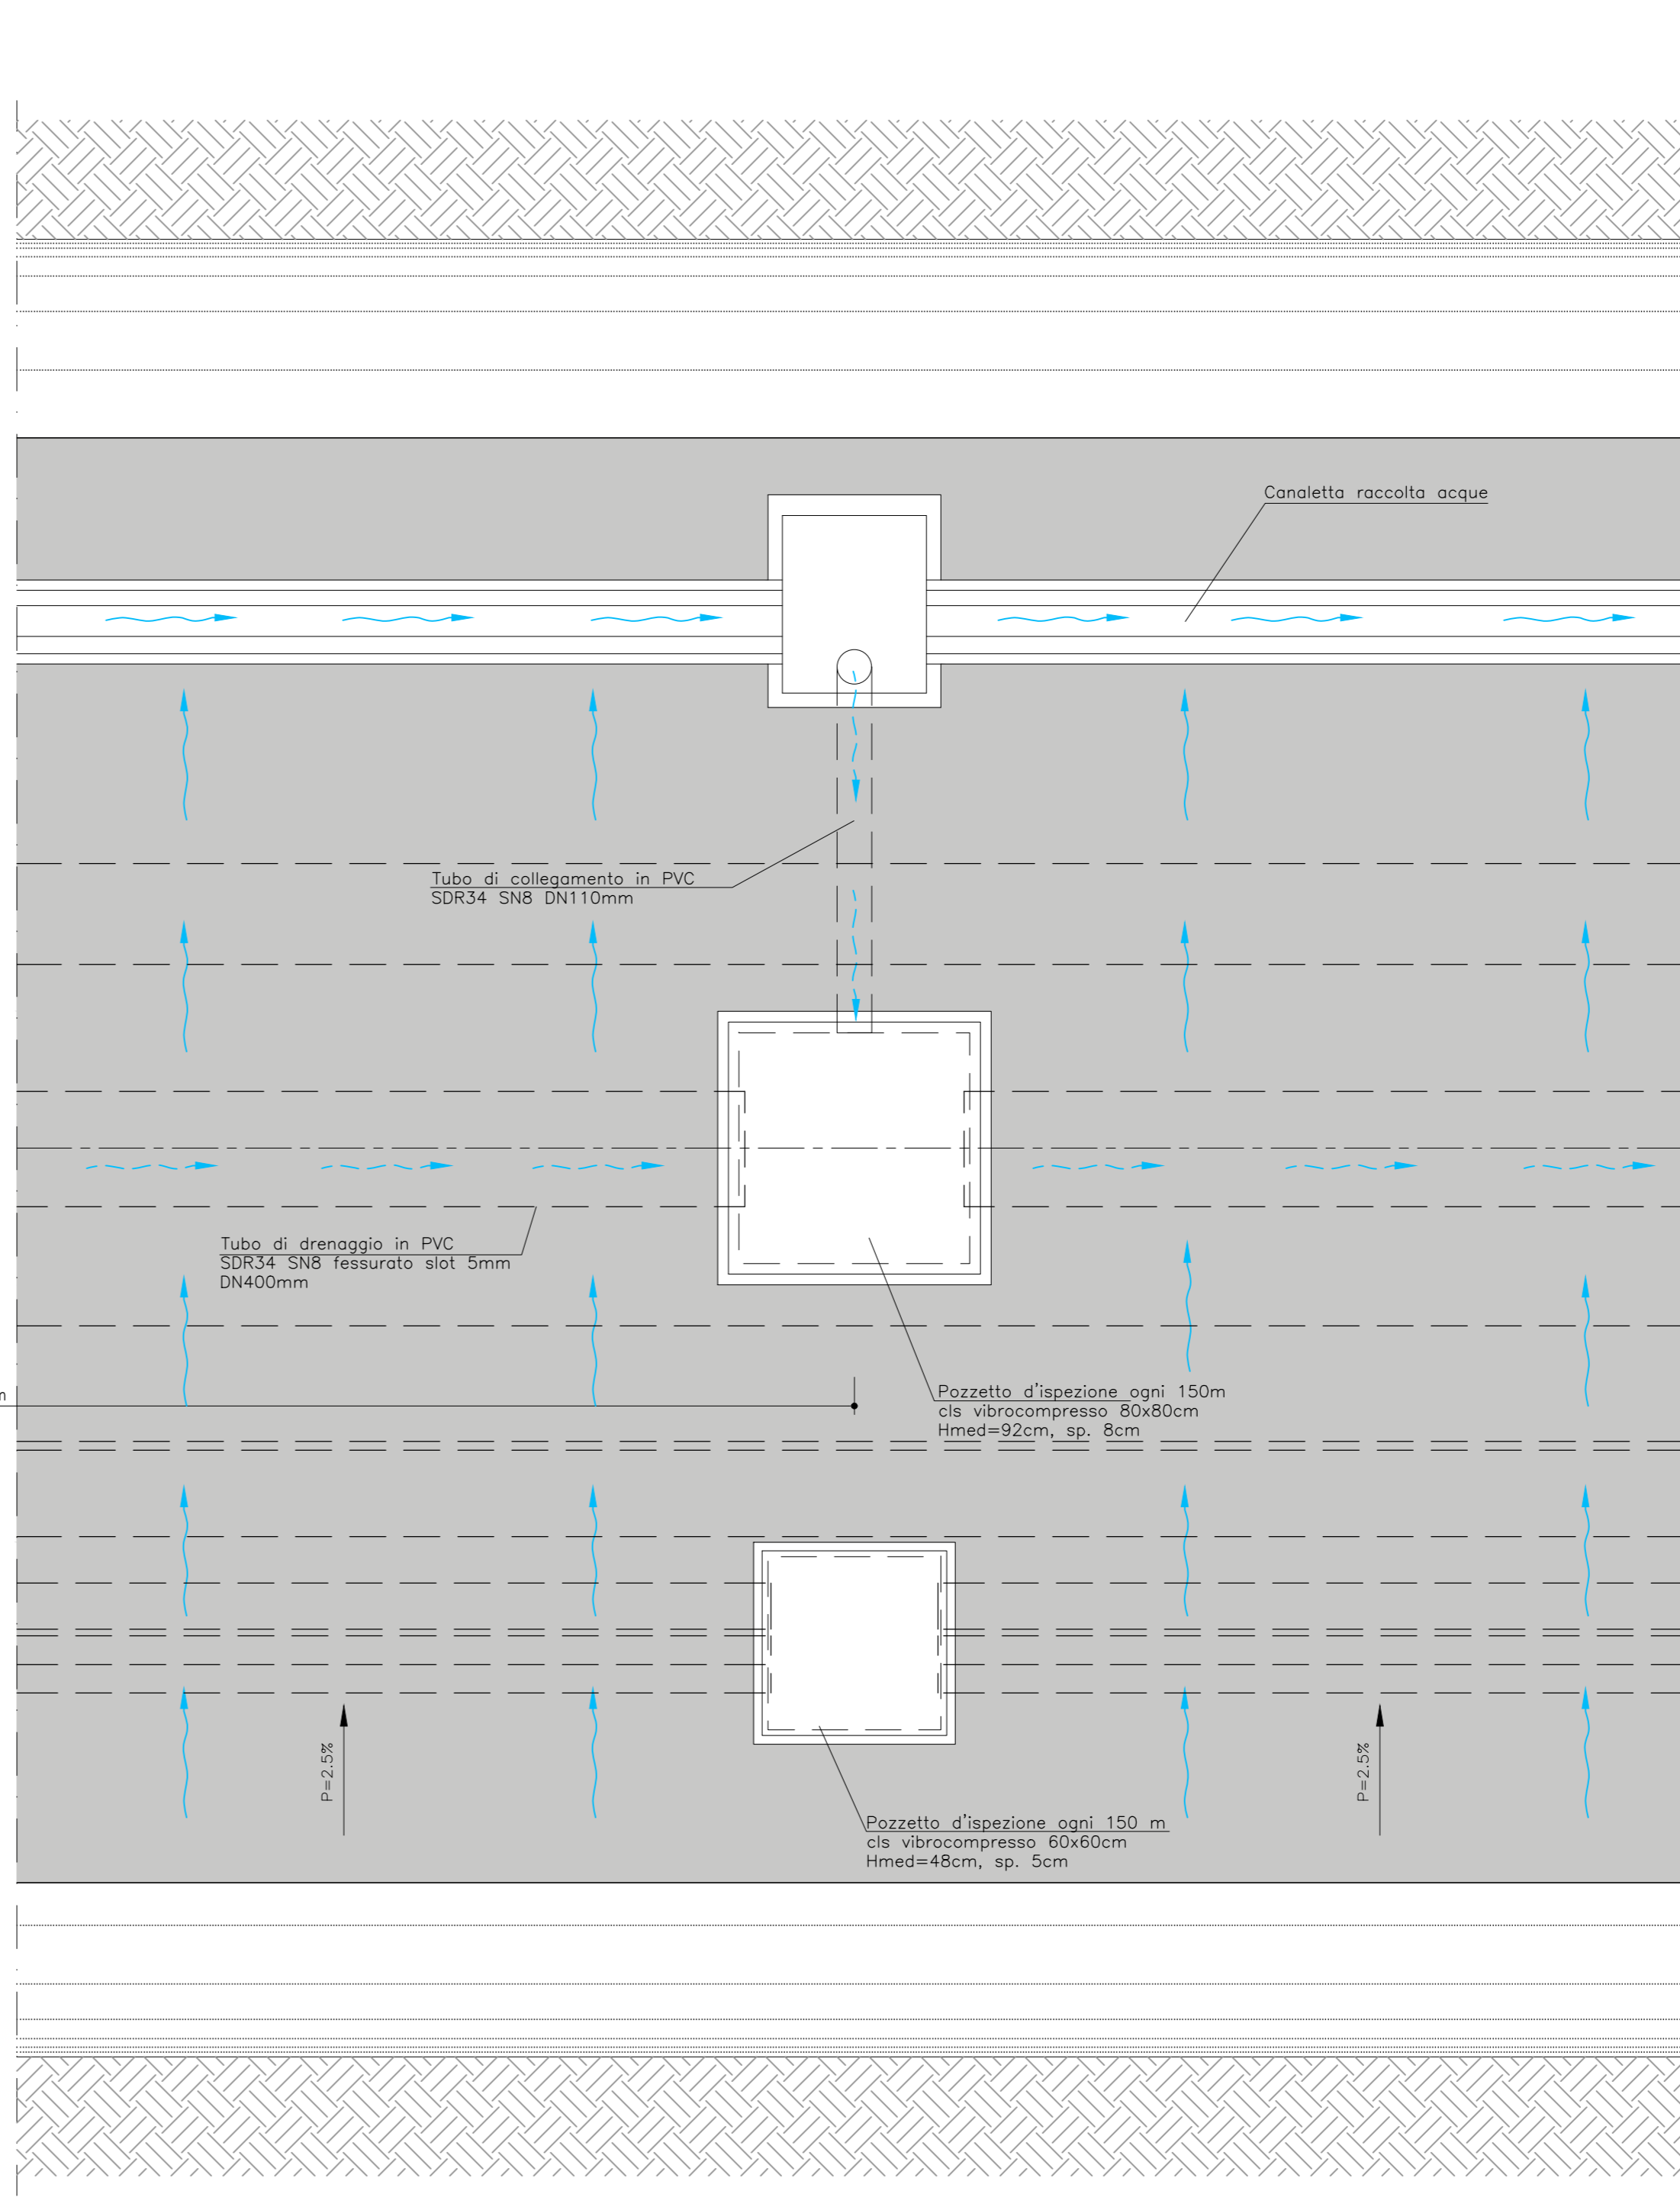 Canaletta raccolta acque
Tubo di collegamento in PVC
SDR34 SN8 DN110mm
Tubo di drenaggio in PVC
SDR34 SN8 fessurato slot 5mm
DN400mm
Pozzetto d'ispezione ogni 150m
cls vibrocompresso 80x80cm
Hmed=92cm, sp. 8cm
P=2.5%
P=2.5%
Pozzetto d'ispezione ogni 150 m
cls vibrocompresso 60x60cm
Hmed=48cm, sp. 5cm